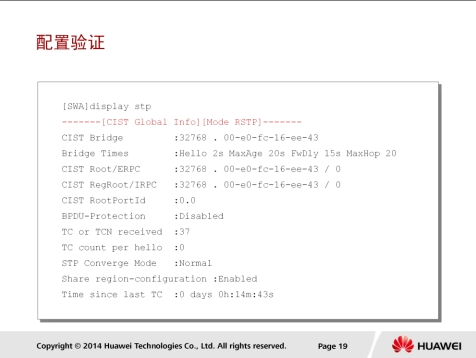 配置验证
[SWA]display stp
-------[CIST Global Info][Mode RSTP]-------
CIST Bridge         :32768 . 00-e0-fc-16-ee-43
Bridge Times        :Hello 2s MaxAge 20s FwDly 15s MaxHop 20
CIST Root/ERPC      :32768 . 00-e0-fc-16-ee-43 / 0
CIST RegRoot/IRPC   :32768 . 00-e0-fc-16-ee-43 / 0
CIST RootPortId     :0.0
BPDU-Protection     :Disabled
TC or TCN received  :37
TC count per hello  :0
STP Converge Mode   :Normal
Share region-configuration :Enabled
Time since last TC  :0 days 0h:14m:43s
Copyright © 2014 Huawei Technologies Co., Ltd. All rights reserved. Page 19 HUAWEI